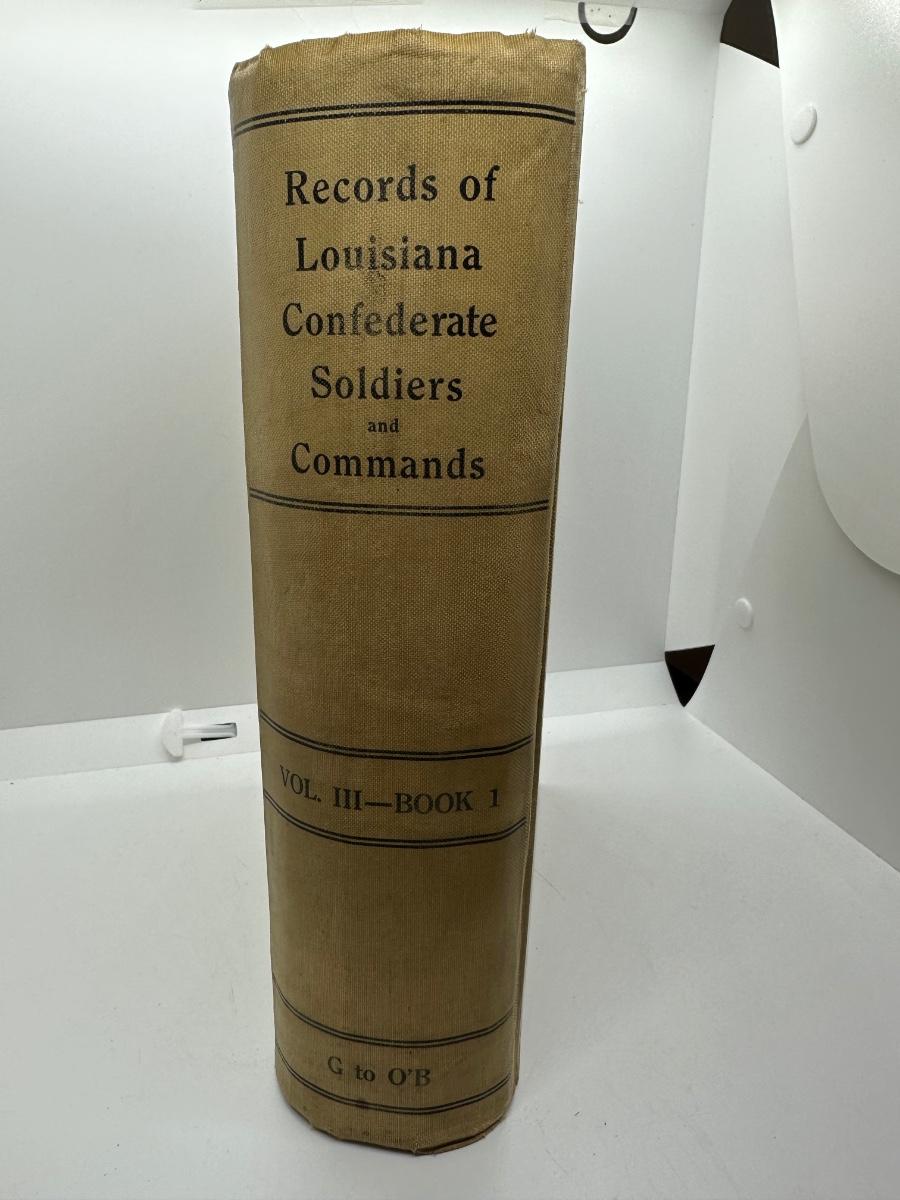 Records of
Louisiana
Confederate
Soldiers
and
Commands
VOL. III—BOOK 1
G to O'B